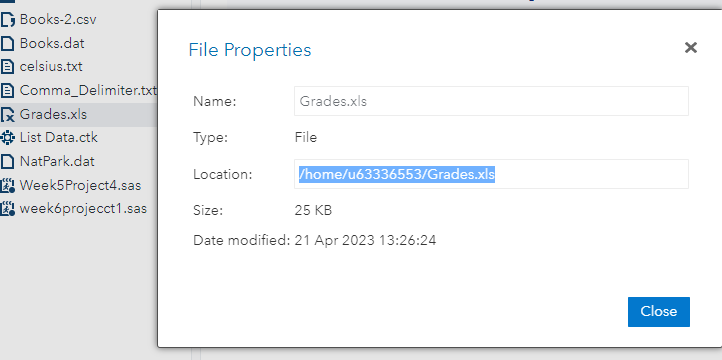 Books-2.csv
Books.dat
celsius.txt
Comma_Delimiter.txt
Grades.xls
List Data.ctk
NatPark.dat
Week5Project4.sas
week6projecct1.sas
File Properties
Name: Grades.xls
Type: File
Location: /home/u63336553/Grades.xls
Size: 25 KB
Date modified: 21 Apr 2023 13:26:24
Close